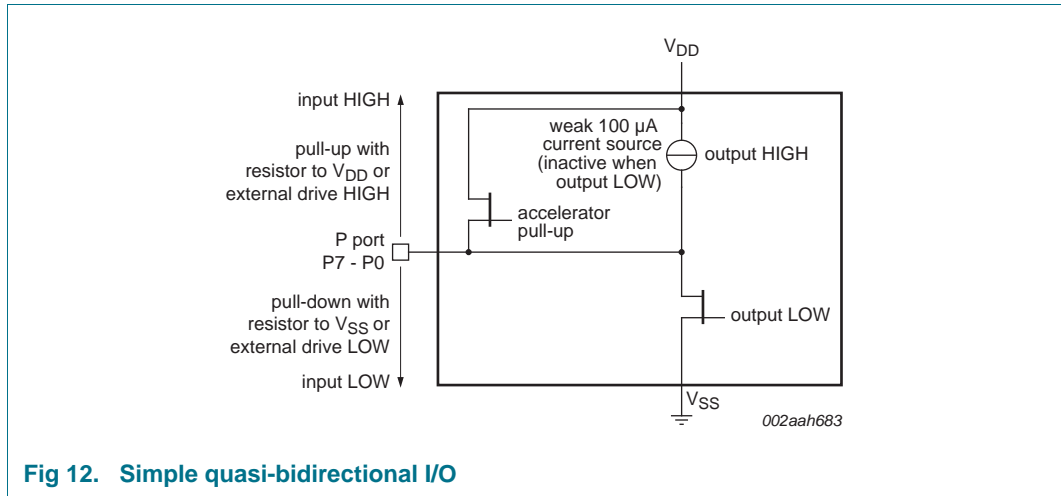 VDD
input HIGH
pull-up with
resistor to VDD or
external drive HIGH
P port
P7 - P0
pull-down with
resistor to VSS or
external drive LOW
input LOW
weak 100 µA
current source
(inactive when
output LOW)
output HIGH
accelerator
pull-up
output LOW
VSS
002aah683
Fig 12. Simple quasi-bidirectional I/O